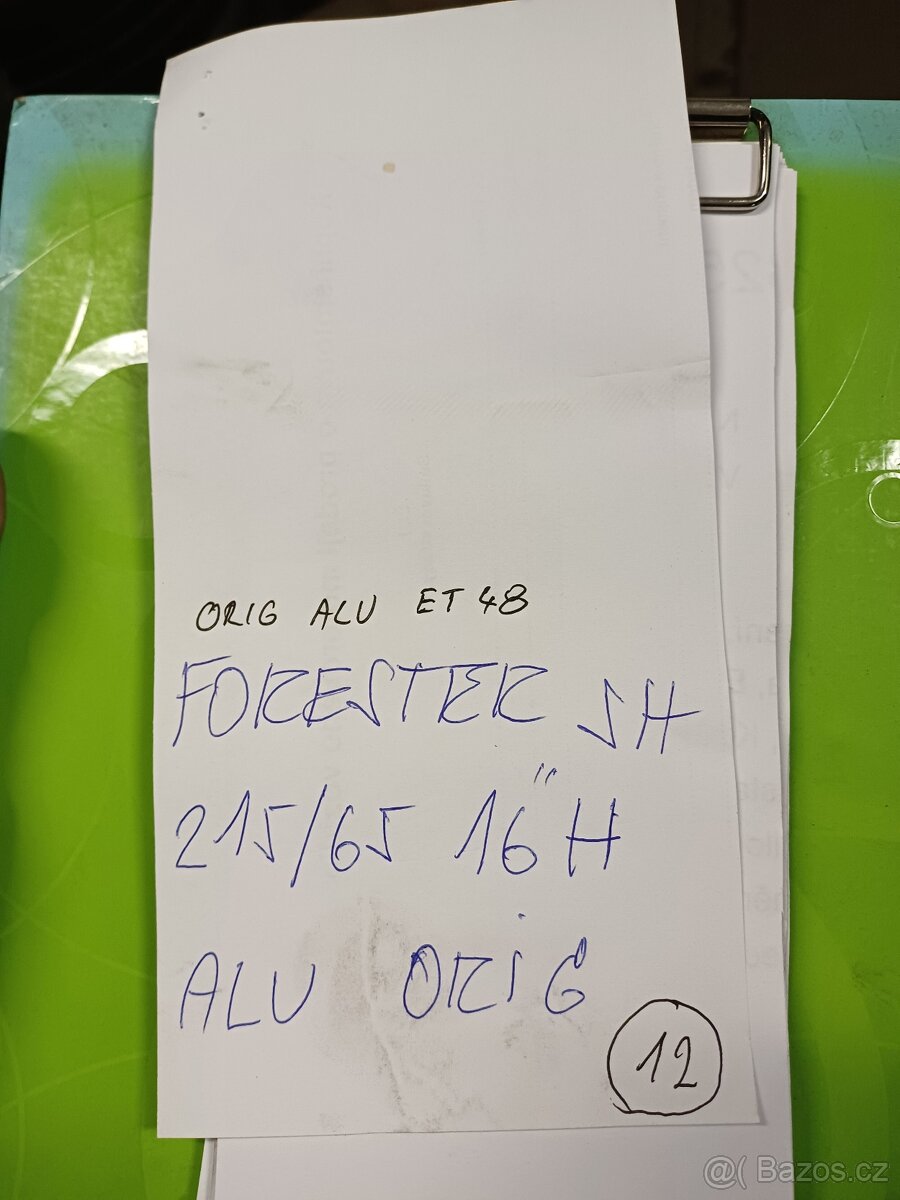 ORIG ALU ET 48
FORESTER SH
215/65 16" H
ALU ORIG
12
@( Bazos.cz